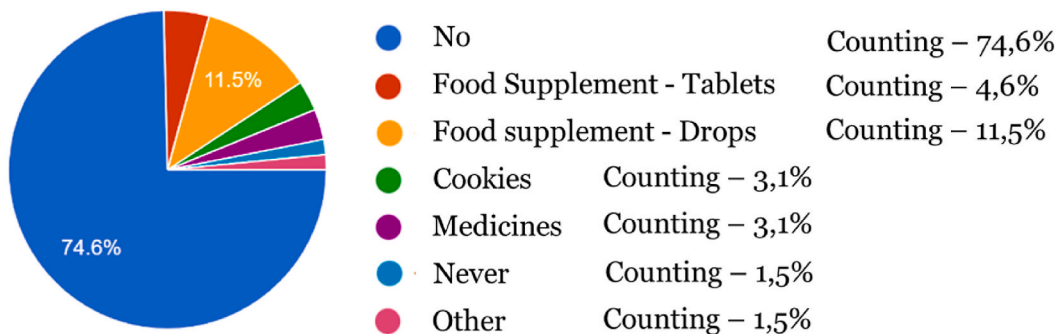 11.5%
74.6%
No Counting – 74,6%
Food Supplement - Tablets Counting – 4,6%
Food supplement - Drops Counting – 11,5%
Cookies Counting – 3,1%
Medicines Counting – 3,1%
Never Counting – 1,5%
Other Counting – 1,5%